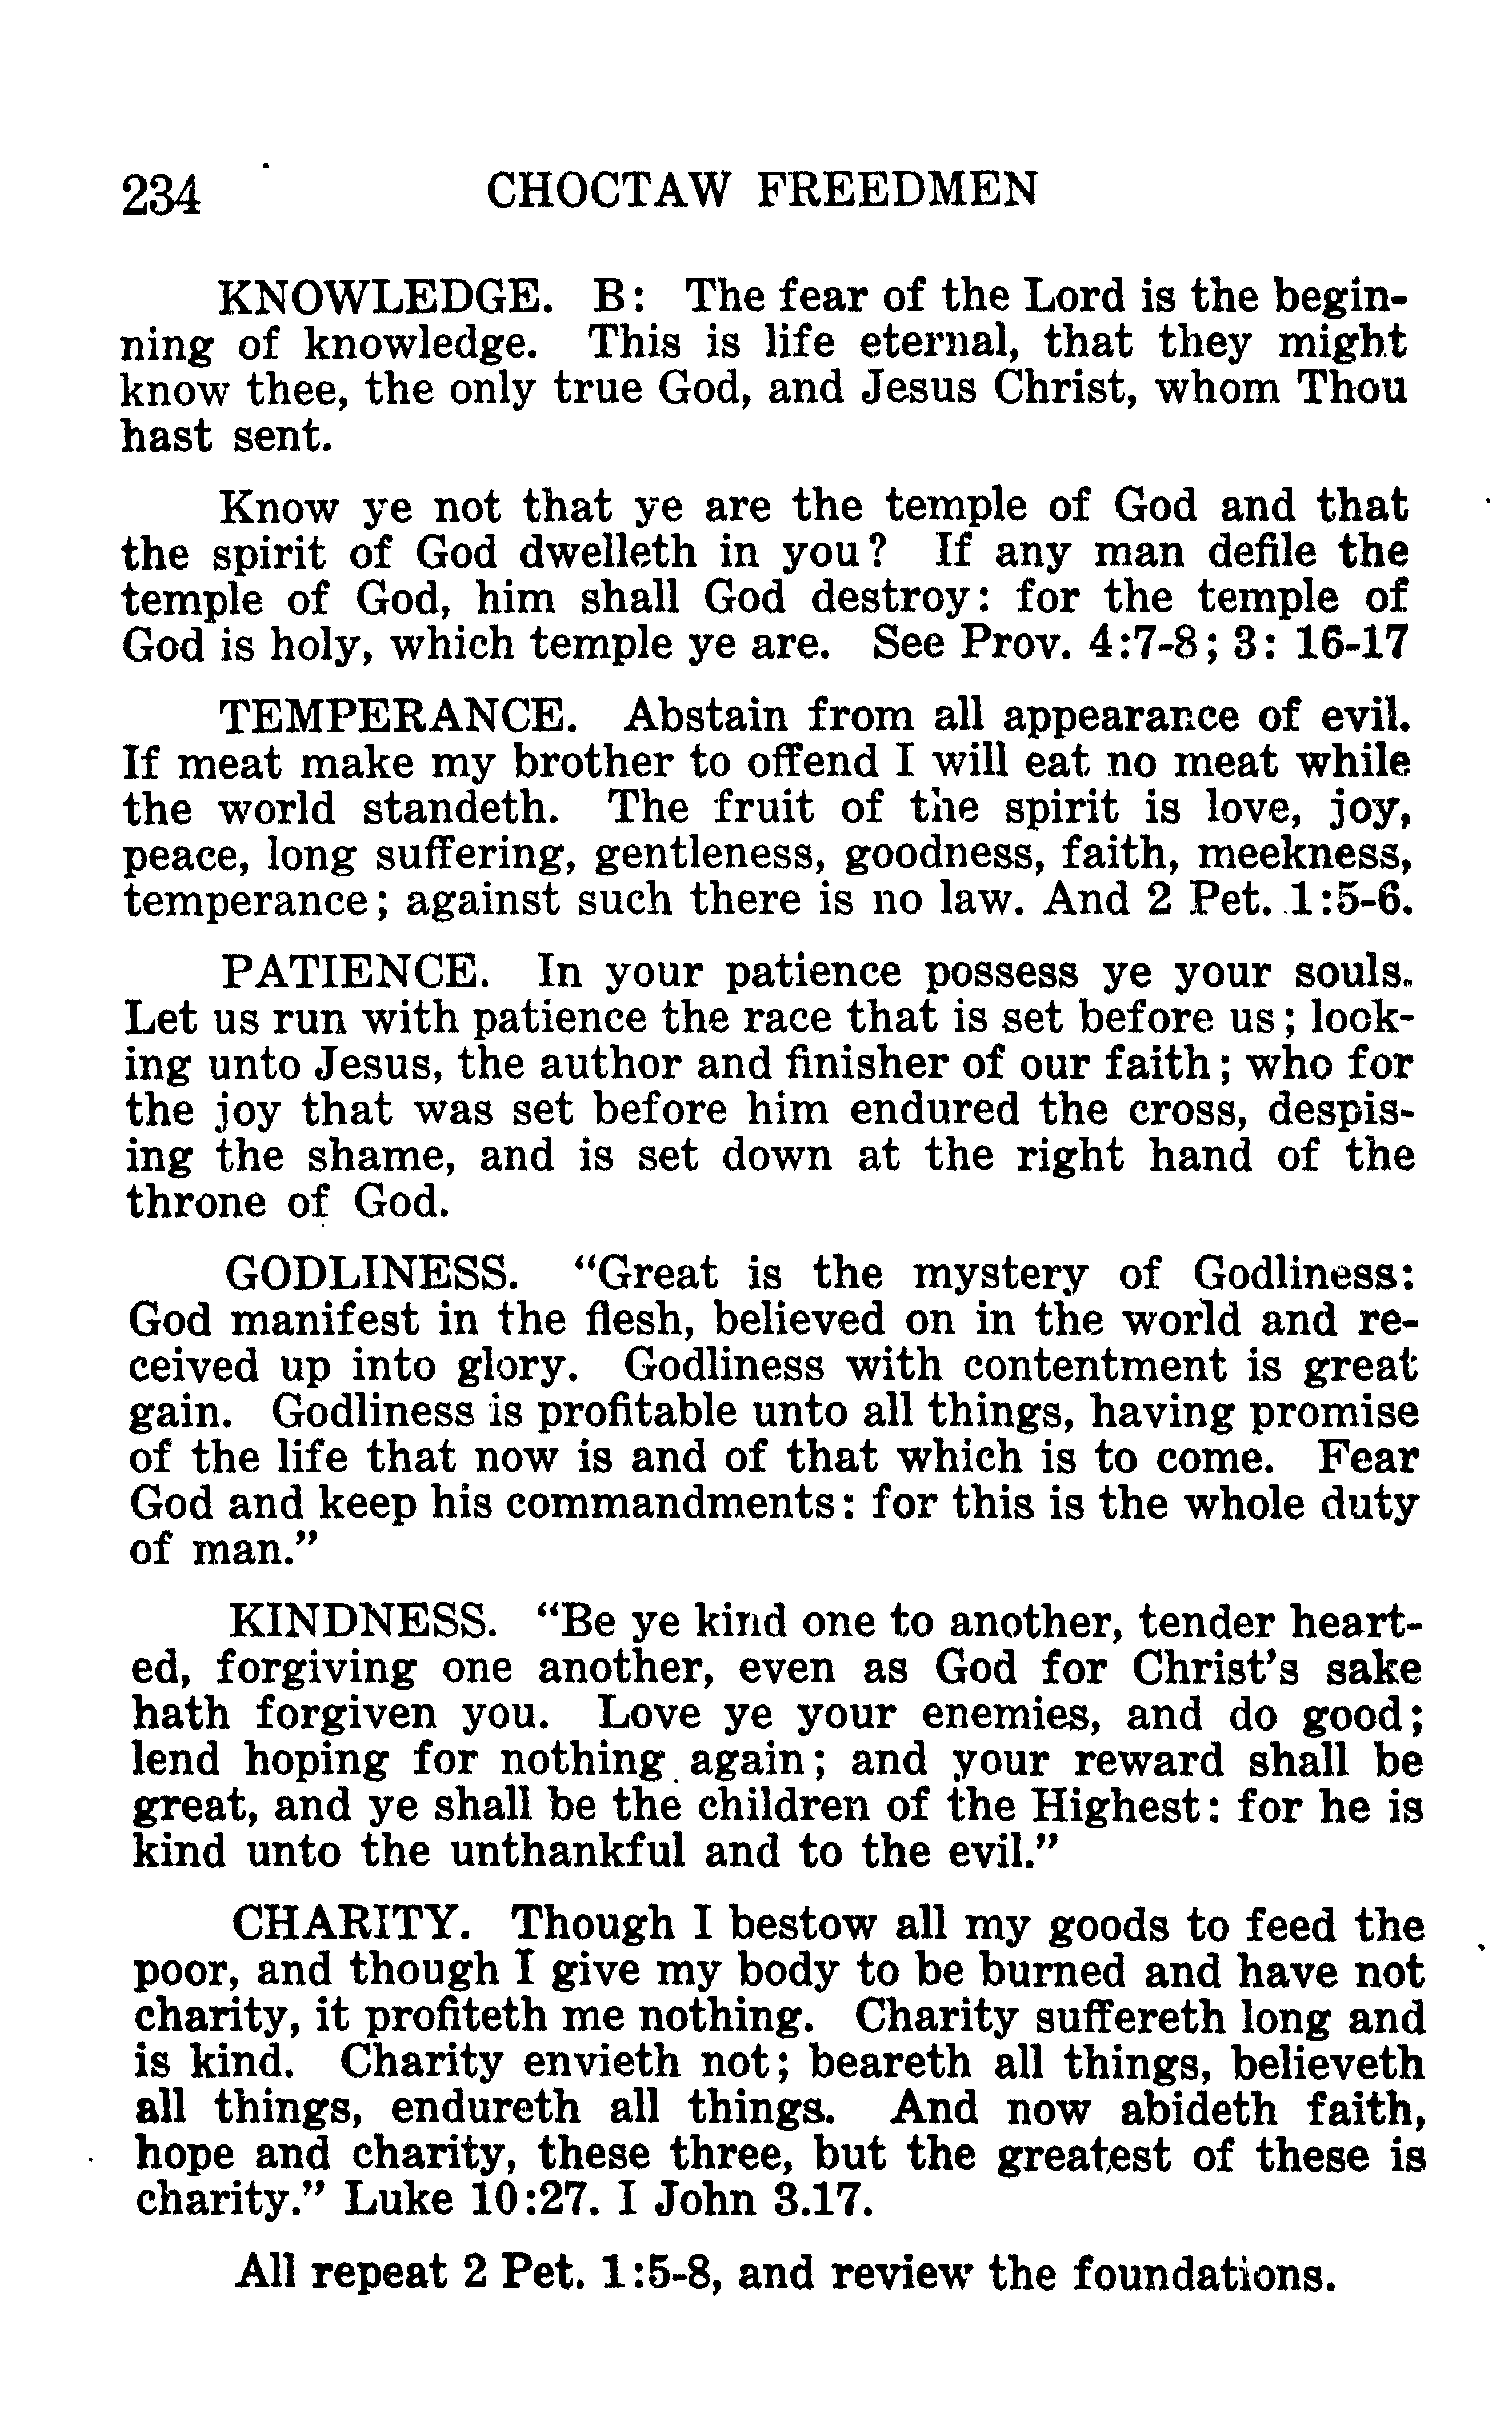 234 CHOCTAW FREEDMEN
KNOWLEDGE. B: The fear of the Lord is the begin-
ning of knowledge. This is life eternal, that they might
know thee, the only true God, and Jesus Christ, whom Thou
hast sent.
Know ye not that ye are the temple of God and that
the spirit of God dwelleth in you? If any man defile the
temple of God, him shall God destroy: for the temple of
God is holy, which temple ye are. See Prov. 4:7-8; 3: 16-17
TEMPERANCE. Abstain from all appearance of evil.
If meat make my brother to offend I will eat no meat while
the world standeth. The fruit of the spirit is love, joy,
peace, long suffering, gentleness, goodness, faith, meekness,
temperance; against such there is no law. And 2 Pet. 1:5-6.
PATIENCE. In your patience possess ye your souls.
Let us run with patience the race that is set before us; look-
ing unto Jesus, the author and finisher of our faith; who for
the joy that was set before him endured the cross, despis-
ing the shame, and is set down at the right hand of the
throne of God.
GODLINESS. "Great is the mystery of Godliness:
God manifest in the flesh, believed on in the world and re-
ceived up into glory. Godliness with contentment is great
gain. Godliness is profitable unto all things, having promise
of the life that now is and of that which is to come. Fear
God and keep his commandments: for this is the whole duty
of man."
KINDNESS. "Be ye kind one to another, tender heart-
ed, forgiving one another, even as God for Christ's sake
hath forgiven you. Love ye your enemies, and do good;
lend hoping for nothing again; and your reward shall be
great, and ye shall be the children of the Highest: for he is
kind unto the unthankful and to the evil."
CHARITY. Though I bestow all my goods to feed the
poor, and though I give my body to be burned and have not
charity, it profiteth me nothing. Charity suffereth long and
is kind. Charity envieth not; beareth all things, believeth
all things, endureth all things. And now abideth faith,
hope and charity, these three, but the greatest of these is
charity." Luke 10:27. I John 3.17.
All repeat 2 Pet. 1:5-8, and review the foundations.